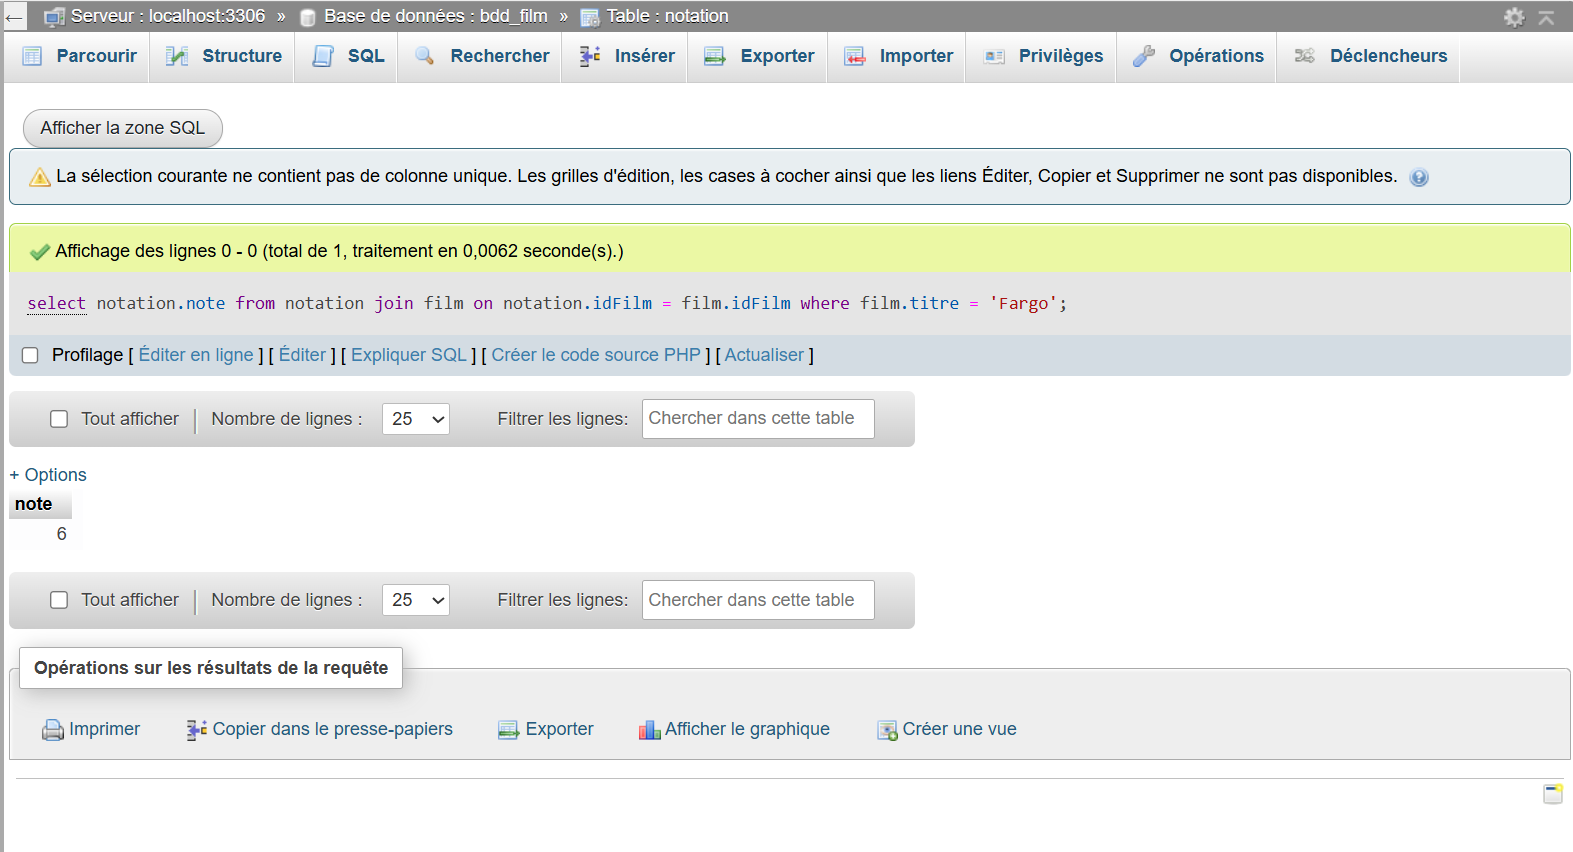 Serveur : localhost:3306 » Base de données : bdd_film » Table : notation
Parcourir Structure SQL Rechercher Insérer Exporter Importer Privilèges Opérations Déclencheurs
Afficher la zone SQL
La sélection courante ne contient pas de colonne unique. Les grilles d'édition, les cases à cocher ainsi que les liens Éditer, Copier et Supprimer ne sont pas disponibles.
Affichage des lignes 0 - 0 (total de 1, traitement en 0,0062 seconde(s).)
select notation.note from notation join film on notation.idFilm = film.idFilm where film.titre = 'Fargo';
Profilage [ Éditer en ligne ] [ Éditer ] [ Expliquer SQL ] [ Créer le code source PHP ] [ Actualiser ]
Tout afficher Nombre de lignes : 25 Filtrer les lignes: Chercher dans cette table
+ Options
note
6
Tout afficher Nombre de lignes : 25 Filtrer les lignes: Chercher dans cette table
Opérations sur les résultats de la requête
Imprimer Copier dans le presse-papiers Exporter Afficher le graphique Créer une vue